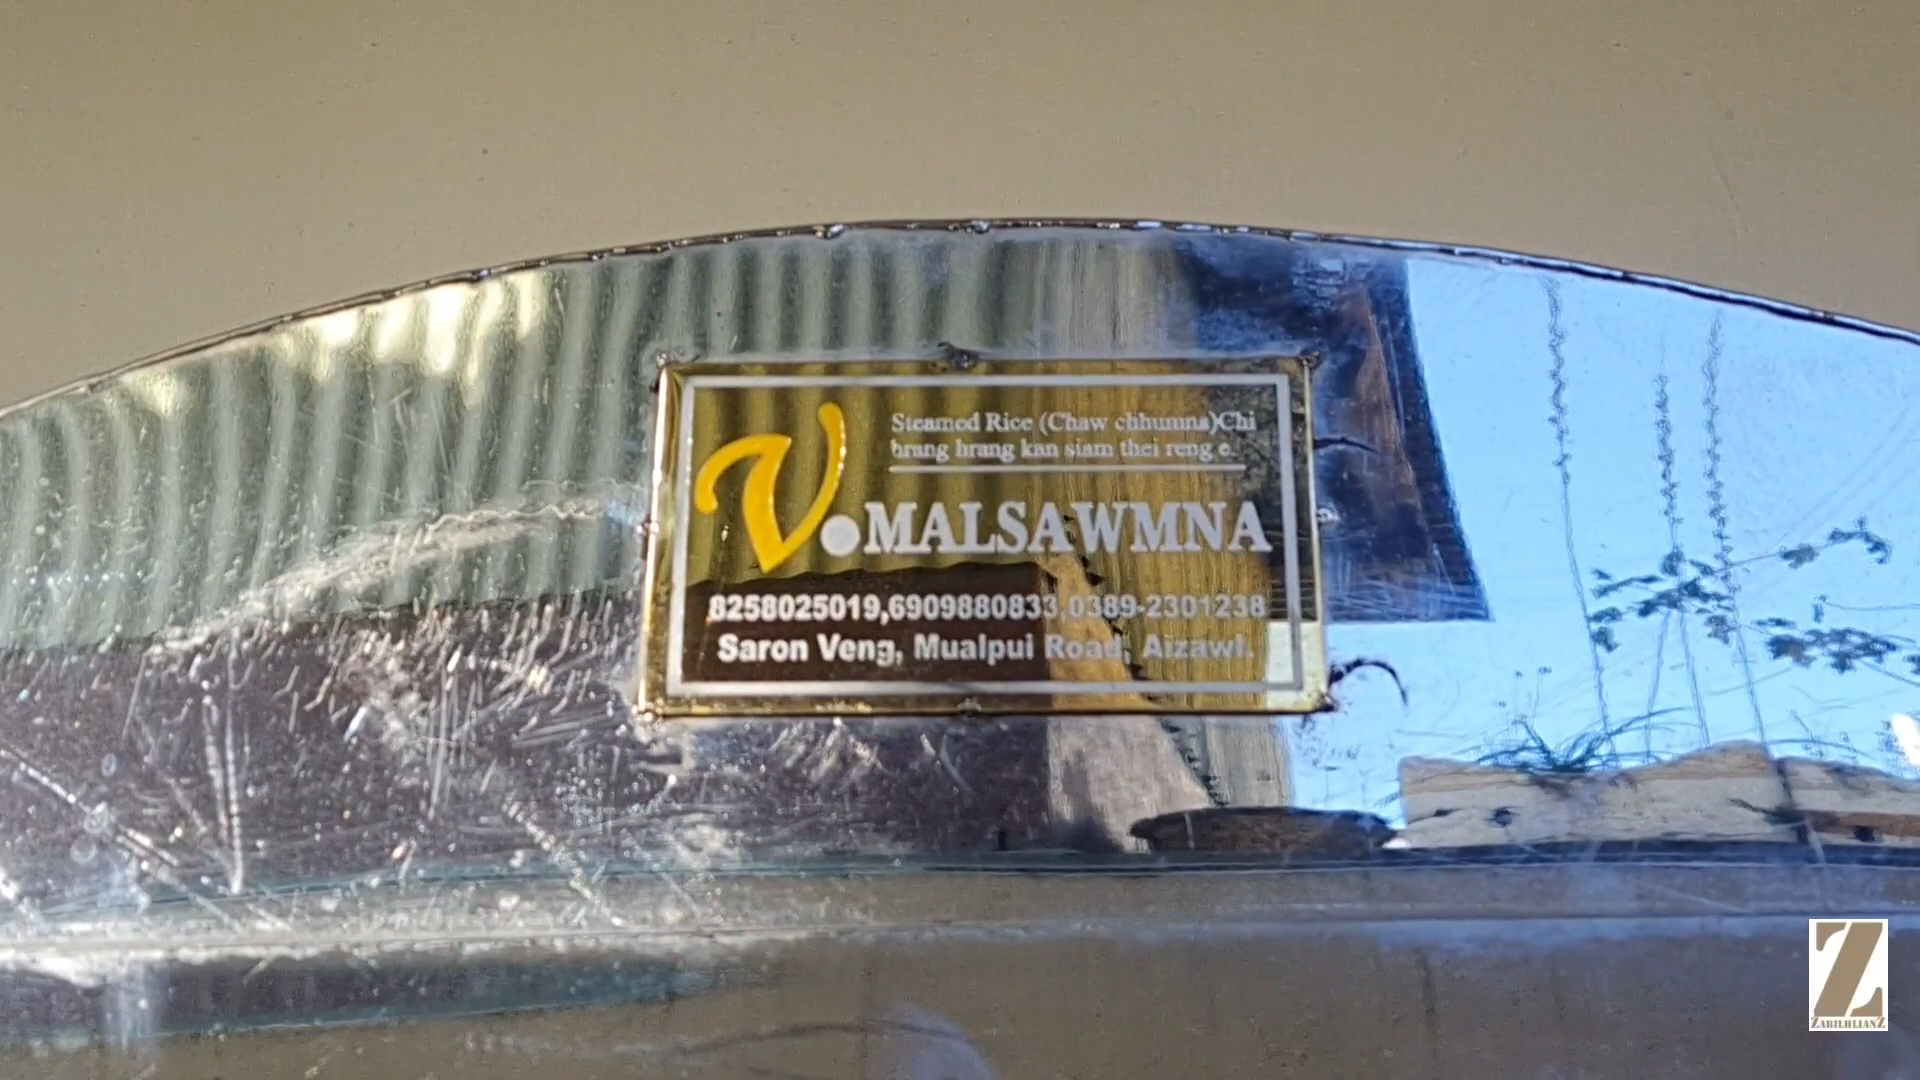 Steamed Rice (Chaw chhumna)Chi
hrang hrang kan siam thei reng e.
V.MALSAWMNA
8258025019,6909880833,0389-2301238
Saron Veng, Mualpui Road, Aizawl.
Z
ZABILHLIANZ